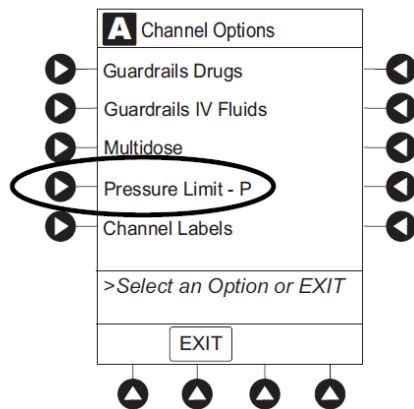 A Channel Options
Guardrails Drugs
Guardrails IV Fluids
Multidose
Pressure Limit - P
Channel Labels
>Select an Option or EXIT
EXIT